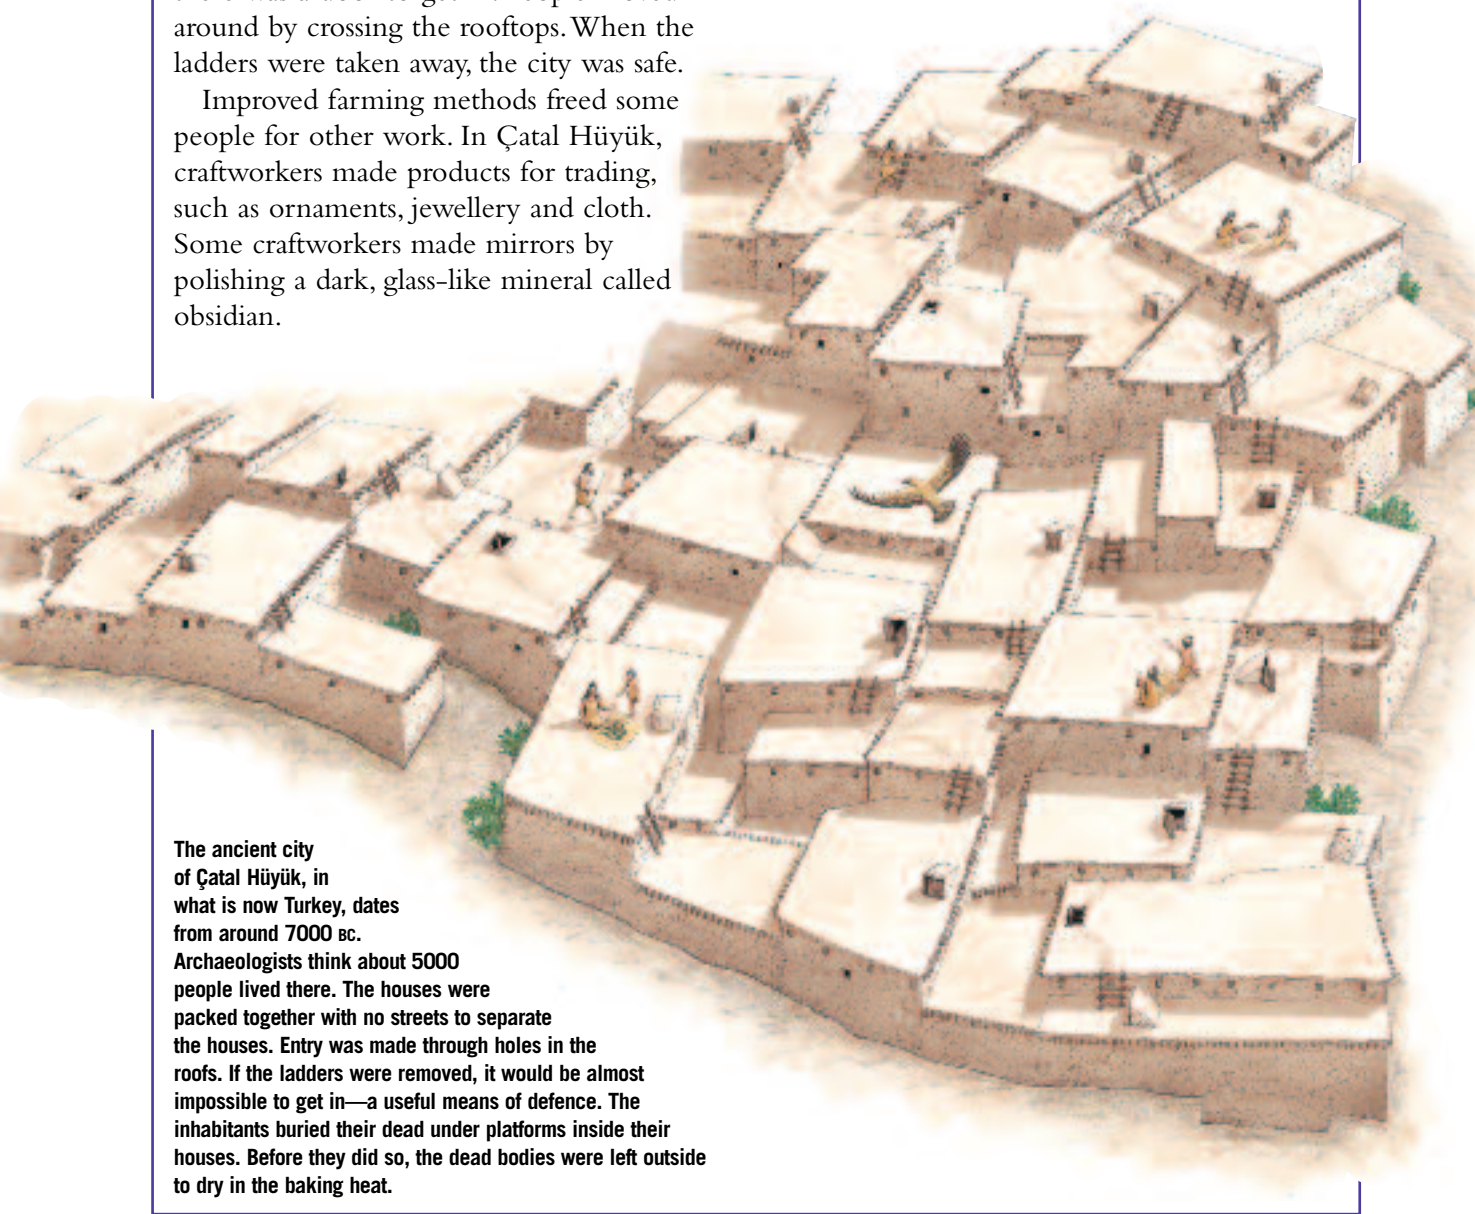 around by crossing the rooftops. When the
ladders were taken away, the city was safe.
Improved farming methods freed some
people for other work. In Çatal Hüyük,
craftworkers made products for trading,
such as ornaments, jewellery and cloth.
Some craftworkers made mirrors by
polishing a dark, glass-like mineral called
obsidian.
The ancient city
of Çatal Hüyük, in
what is now Turkey, dates
from around 7000 BC.
Archaeologists think about 5000
people lived there. The houses were
packed together with no streets to separate
the houses. Entry was made through holes in the
roofs. If the ladders were removed, it would be almost
impossible to get in—a useful means of defence. The
inhabitants buried their dead under platforms inside their
houses. Before they did so, the dead bodies were left outside
to dry in the baking heat.